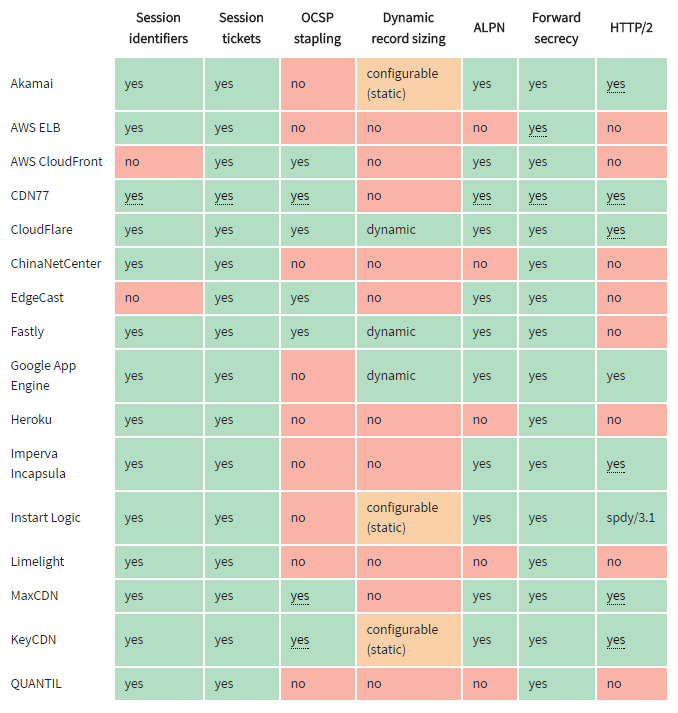 Session identifiers Session tickets OCSP stapling Dynamic record sizing ALPN Forward secrecy HTTP/2
Akamai yes yes no configurable (static) yes yes yes
AWS ELB yes yes no no no yes no
AWS CloudFront no yes yes no yes yes no
CDN77 yes yes yes no yes yes yes
CloudFlare yes yes yes dynamic yes yes yes
ChinaNetCenter yes yes no no no yes no
EdgeCast no yes yes no yes yes no
Fastly yes yes yes dynamic yes yes no
Google App Engine yes yes no dynamic yes yes yes
Heroku yes yes no no no yes no
Imperva Incapsula yes yes no no yes yes yes
Instart Logic yes yes no configurable (static) yes yes spdy/3.1
Limelight yes yes no no no yes no
MaxCDN yes yes yes no yes yes yes
KeyCDN yes yes yes configurable (static) yes yes yes
QUANTIL yes yes no no no yes no